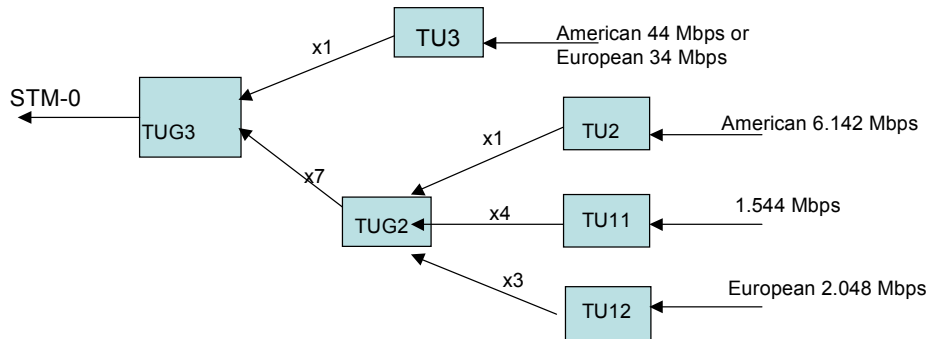 American 44 Mbps or
European 34 Mbps
TU3
x1
STM-0
TUG3
TU2
American 6.142 Mbps
x1
x7
TUG2
x4
TU11
1.544 Mbps
x3
TU12
European 2.048 Mbps